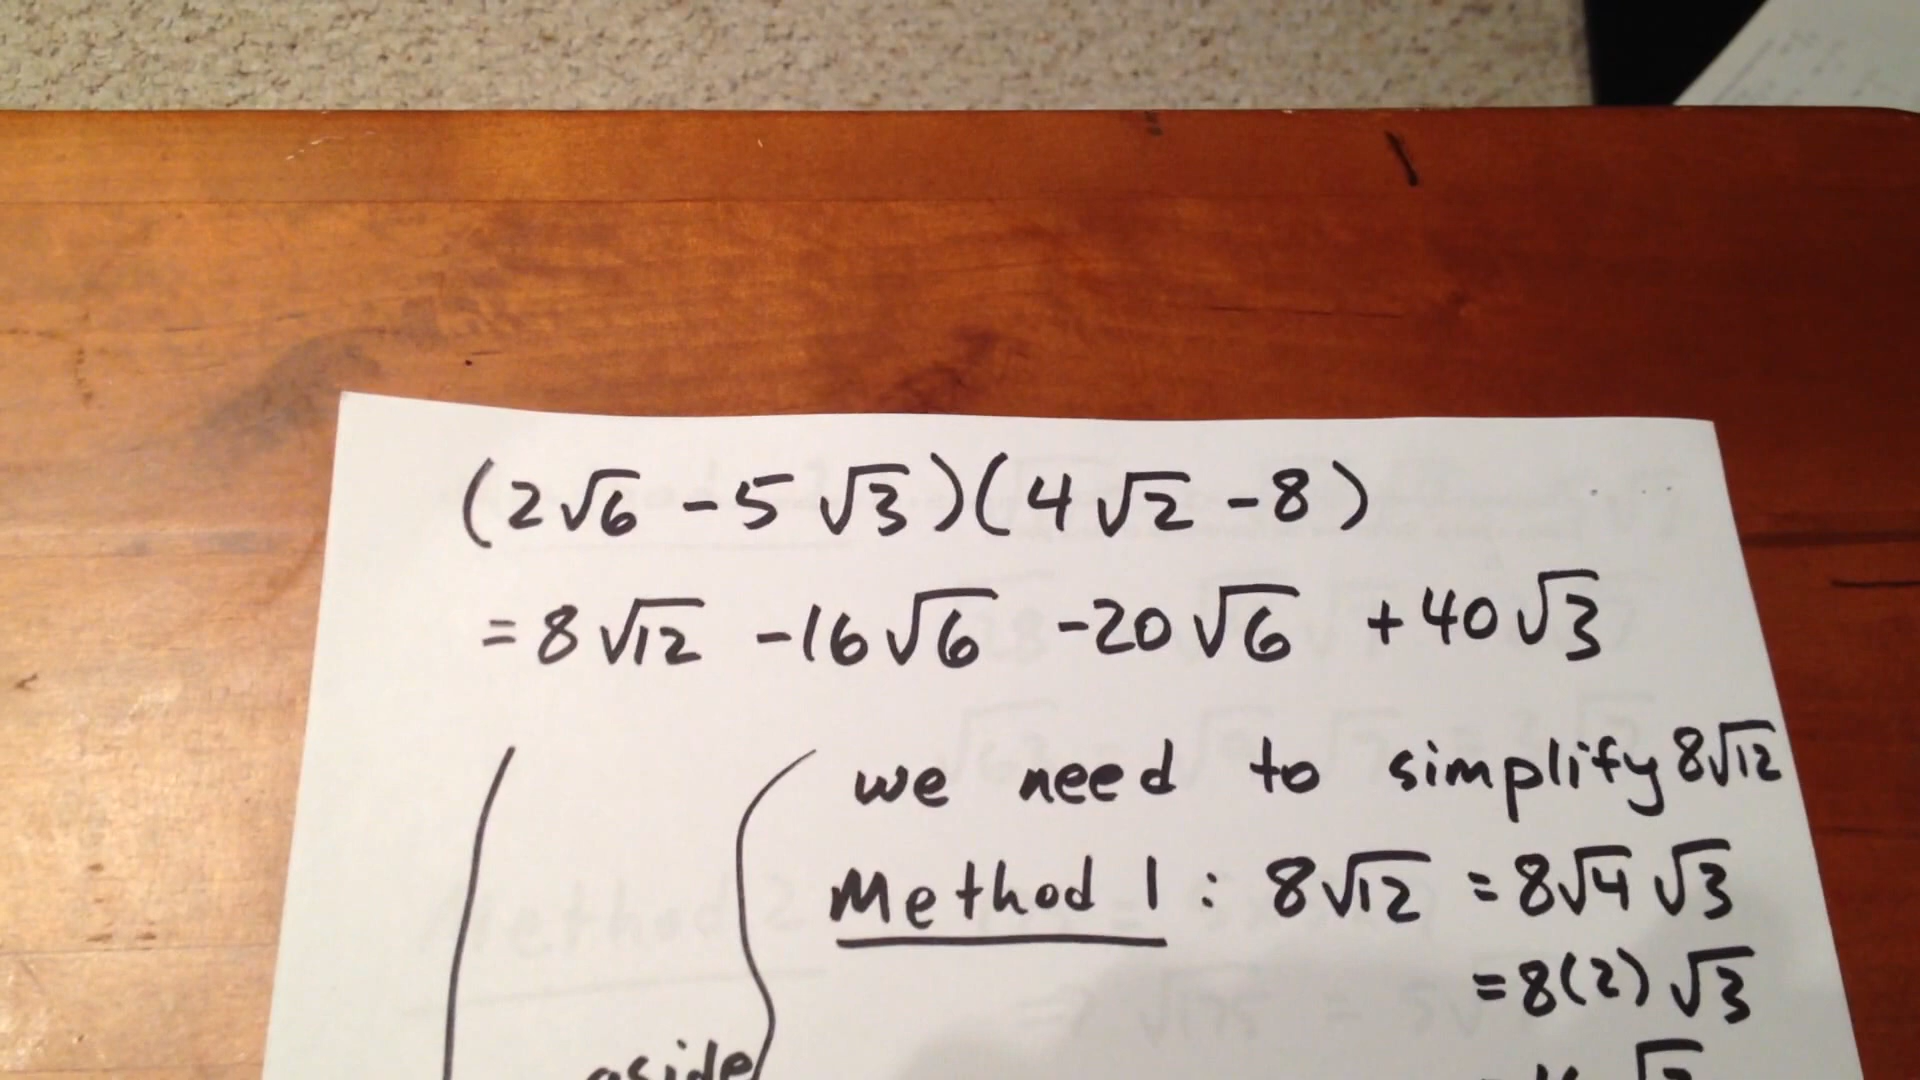 (2√6 - 5√3)(4√2 - 8)
= 8√12 - 16√6 - 20√6 + 40√3
we need to simplify 8√12
Method 1 : 8√12 = 8√4 √3
= 8(2) √3
aside